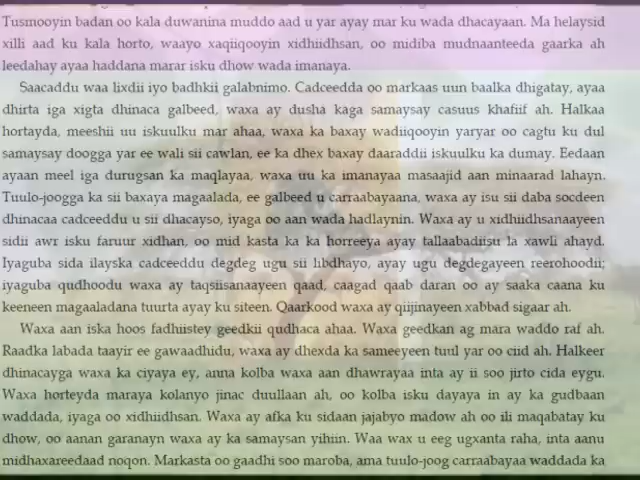 Tusmooyin badan oo kala duwanina muddo aad u yar ayay mar ku wada dhacayaan. Ma helaysid
xilli aad ku kala horto, waayo xaqiiqooyin xidhiidhsan, oo midiba mudnaanteeda gaarka ah
leedahay ayaa haddana marar isku dhow wada imanaya.
Saacaddu waa lixdii iyo badhkii galabnimo. Cadceedda oo markaas uun baalka dhigatay, ayaa
dhirta iga xigta dhinaca galbeed, waxa ay dusha kaga samaysay casuus khafiif ah. Halkaa
hortayda, meeshii uu iskuulku mar ahaa, waxa ka baxay wadiiqooyin yaryar oo cagtu ku dul
samaysay doogga yar ee wali sii cawlan, ee ka dhex baxay daaraddii iskuulka ka dumay. Eedaan
ayaan meel iga durugsan ka maqlayaa, waxa uu ka imanayaa masaajid aan minaarad lahayn.
Tuulo-joogga ka sii baxaya magaalada, ee galbeed u carraabayaana, waxa ay isu sii daba socdeen
dhinacaa cadceeddu u sii dhacayso, iyaga oo aan wada hadlaynin. Waxa ay u xidhiidhsanaayeen
sidii awr isku faruur xidhan, oo mid kasta ka ka horreeya ayay tallaabadiisu la xawli ahayd.
Iyaguba sida ilayska cadceeddu degdeg ugu sii libdhayo, ayay ugu degdegayeen reerohoodii;
iyaguba qudhoodu waxa ay taqsiisanaayeen qaad, caagad qaab daran oo ay saaka caana ku
keeneen magaaladana tuurta ayay ku siteen. Qaarkood waxa ay qiijinayeen xabbad sigaar ah.
Waxa aan iska hoos fadhiistey geedkii qudhaca ahaa. Waxa geedkan ag mara waddo raf ah.
Raadka labada taayir ee gawaadhidu, waxa ay dhexda ka sameeyeen tuul yar oo ciid ah. Halkeer
dhinacayga waxa ka ciyaya ey, anna kolba waxa aan dhawrayaa inta ay ii soo jirto cida eygu.
Waxa horteyda maraya kolanyo jinac duullaan ah, oo kolba isku dayaya in ay ka gudbaan
waddada, iyaga oo xidhiidhsan. Waxa ay afka ku sidaan jajabyo madow ah oo ili maqabatay ku
dhow, oo aanan garanayn waxa ay ka samaysan yihiin. Waa wax u eeg ugxanta raha, inta aanu
midhaxareedaad noqon. Markasta oo gaadhi soo maroba, ama tuulo-joog carraabayaa waddada ka